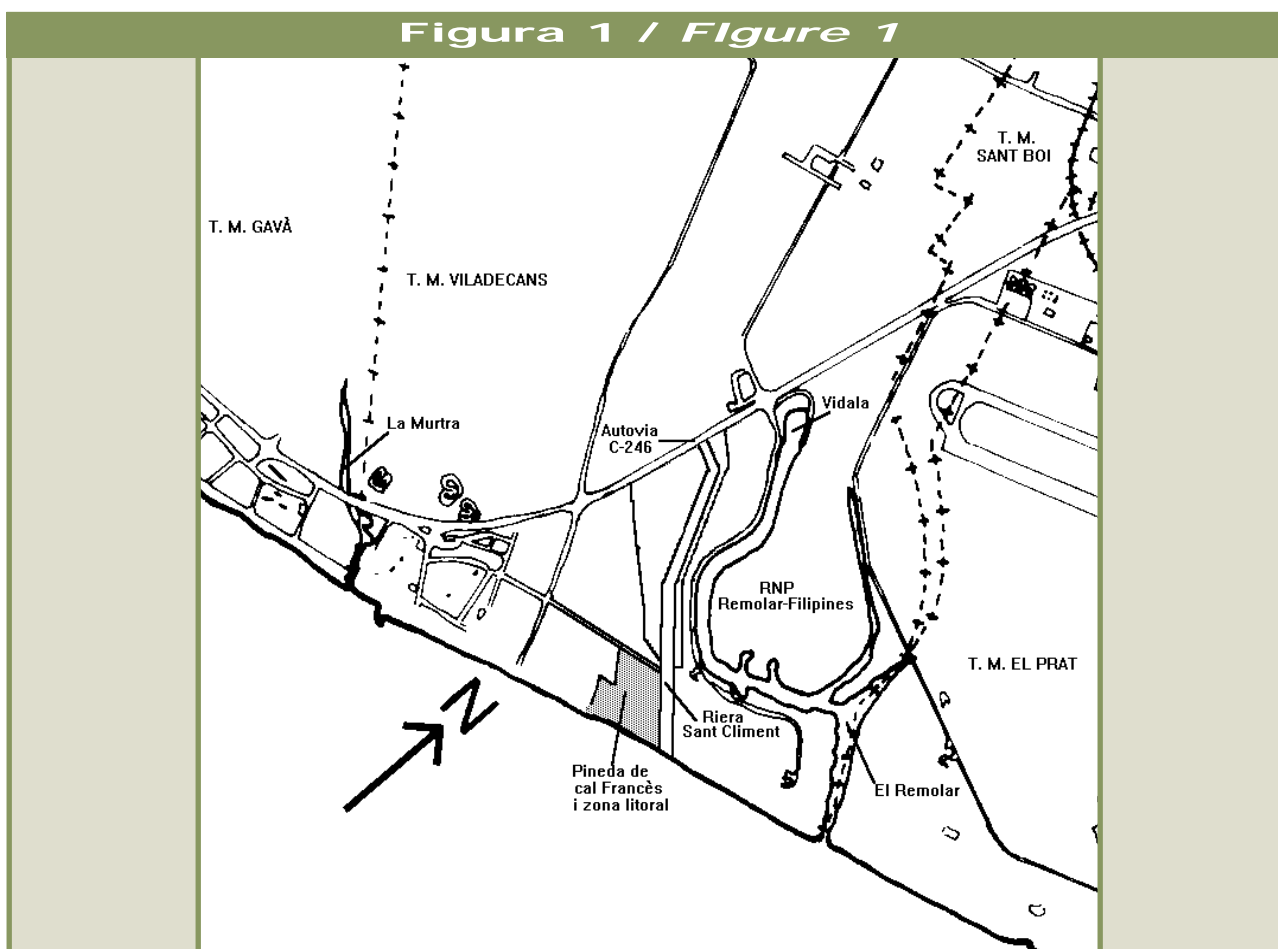 Figura 1 / FIgure 1
T. M.
SANT BOI
T. M. GAVÀ
T. M. VILADECANS
La Murtra
Autovia
C-246
Vidala
RNP
Remolar-Filipines
T. M. EL PRAT
N
Riera
Sant Climent
Pineda de
cal Francès
i zona litoral
El Remolar